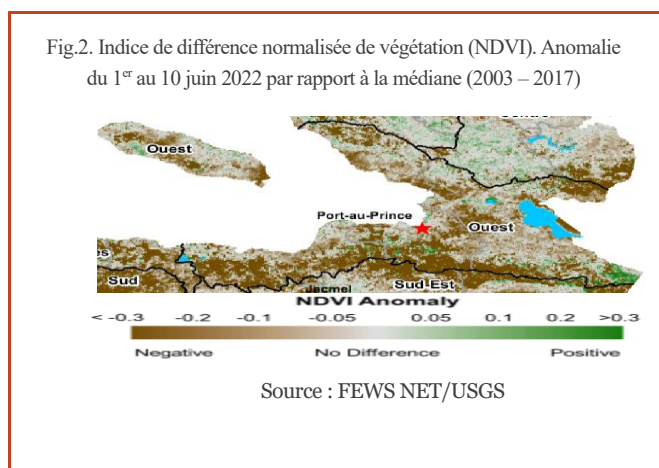 Fig.2. Indice de différence normalisée de végétation (NDVI). Anomalie
du 1er au 10 juin 2022 par rapport à la médiane (2003 – 2017)
Ouest
Port-au-Prince
Ouest
Sud
Sud-Est
Jacmel
NDVI Anomaly
< -0.3 -0.2 -0.1 -0.05 0.05 0.1 0.2 >0.3
Negative No Difference Positive
Source : FEWS NET/USGS